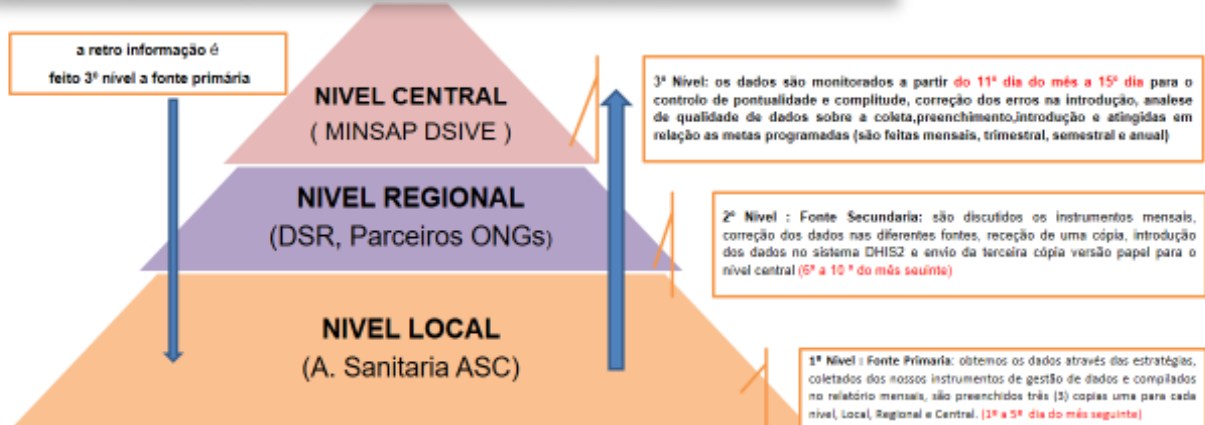 a retro informação é
feito 3º nível a fonte primária
NIVEL CENTRAL
( MINSAP DSIVE )
3º Nivel: os dados são monitorados a partir do 11º dia do mês a 15º dia para o
controlo de pontualidade e complitude, correção dos erros na introdução, analese
de qualidade de dados sobre a coleta,preenchimento,introdução e atingidas em
relação as metas programadas (são feitas mensais, trimestral, semestral e anual)
NIVEL REGIONAL
(DSR, Parceiros ONGs)
2º Nivel : Fonte Secundaria: são discutidos os instrumentos mensais,
correção dos dados nas diferentes fontes, receção de uma cópia, introdução
dos dados no sistema DHIS2 e envio da terceira cópia versão papel para o
nível central (6º a 10 º do mês seuinte)
NIVEL LOCAL
(A. Sanitaria ASC)
1º Nivel : Fonte Primaria: obtemos os dados através das estratégias,
coletados dos nossos instrumentos de gestão de dados e compilados
no relatório mensais, são preenchidos três (3) copias uma para cada
nível, Local, Regional e Central. (1º a 5º dia do mês seguinte)